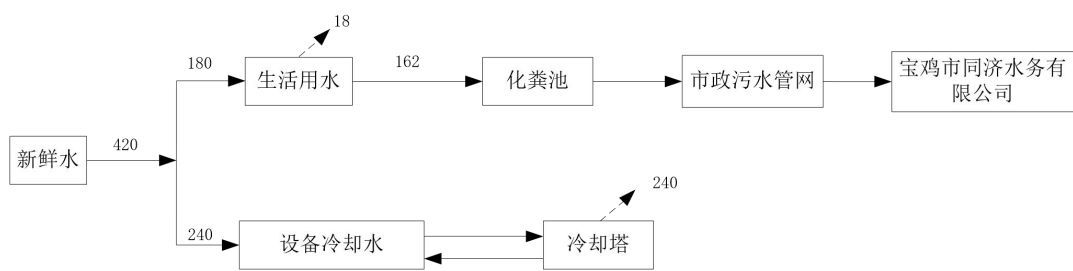 18
180
生活用水
162
化粪池
市政污水管网
宝鸡市同济水务有
限公司
新鲜水
420
240
设备冷却水
冷却塔
240